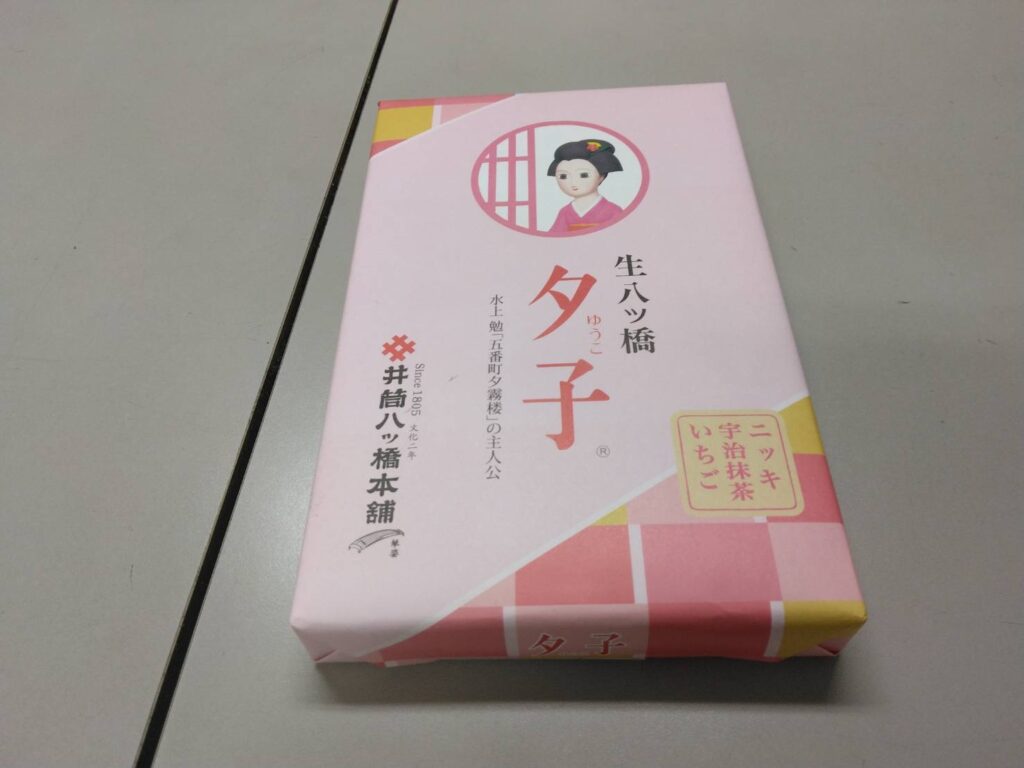 生八ッ橋
夕子
ゆうこ
®
水上 勉「五番町夕霧楼」の主人公
Since 1805 文化二年
井筒八ッ橋本舗
ニッキ
宇治抹茶
いちご
夕子